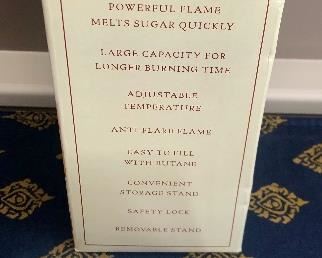 POWERFUL FLAME
MELTS SUGAR QUICKLY
LARGE CAPACITY FOR
LONGER BURNING TIME
ADJUSTABLE
TEMPERATURE
ANTI-FLARE FLAME
EASY TO FILL
WITH BUTANE
CONVENIENT
STORAGE STAND
SAFETY LOCK
REMOVABLE STAND